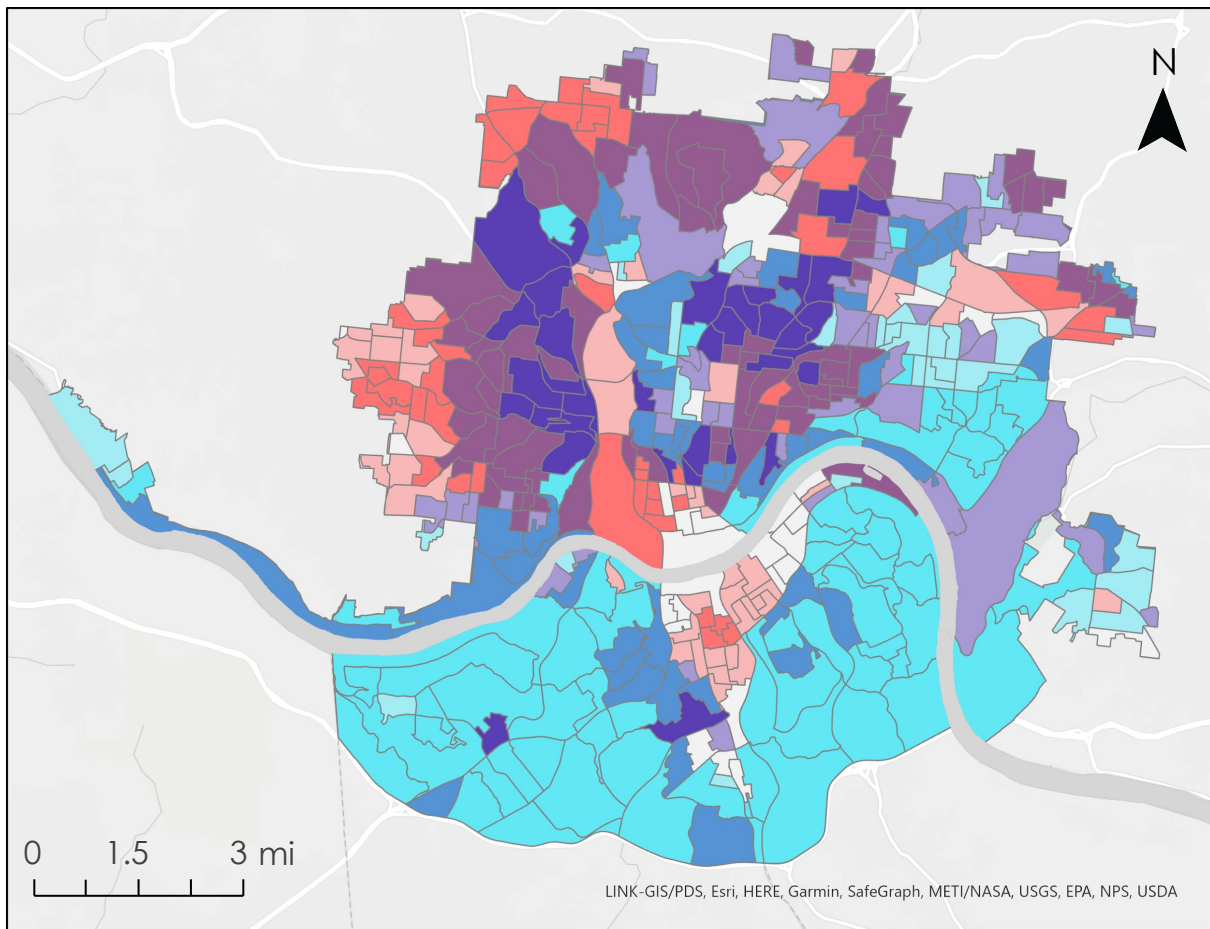 N
0 1.5 3 mi
LINK-GIS/PDS, Esri, HERE, Garmin, SafeGraph, METI/NASA, USGS, EPA, NPS, USDA